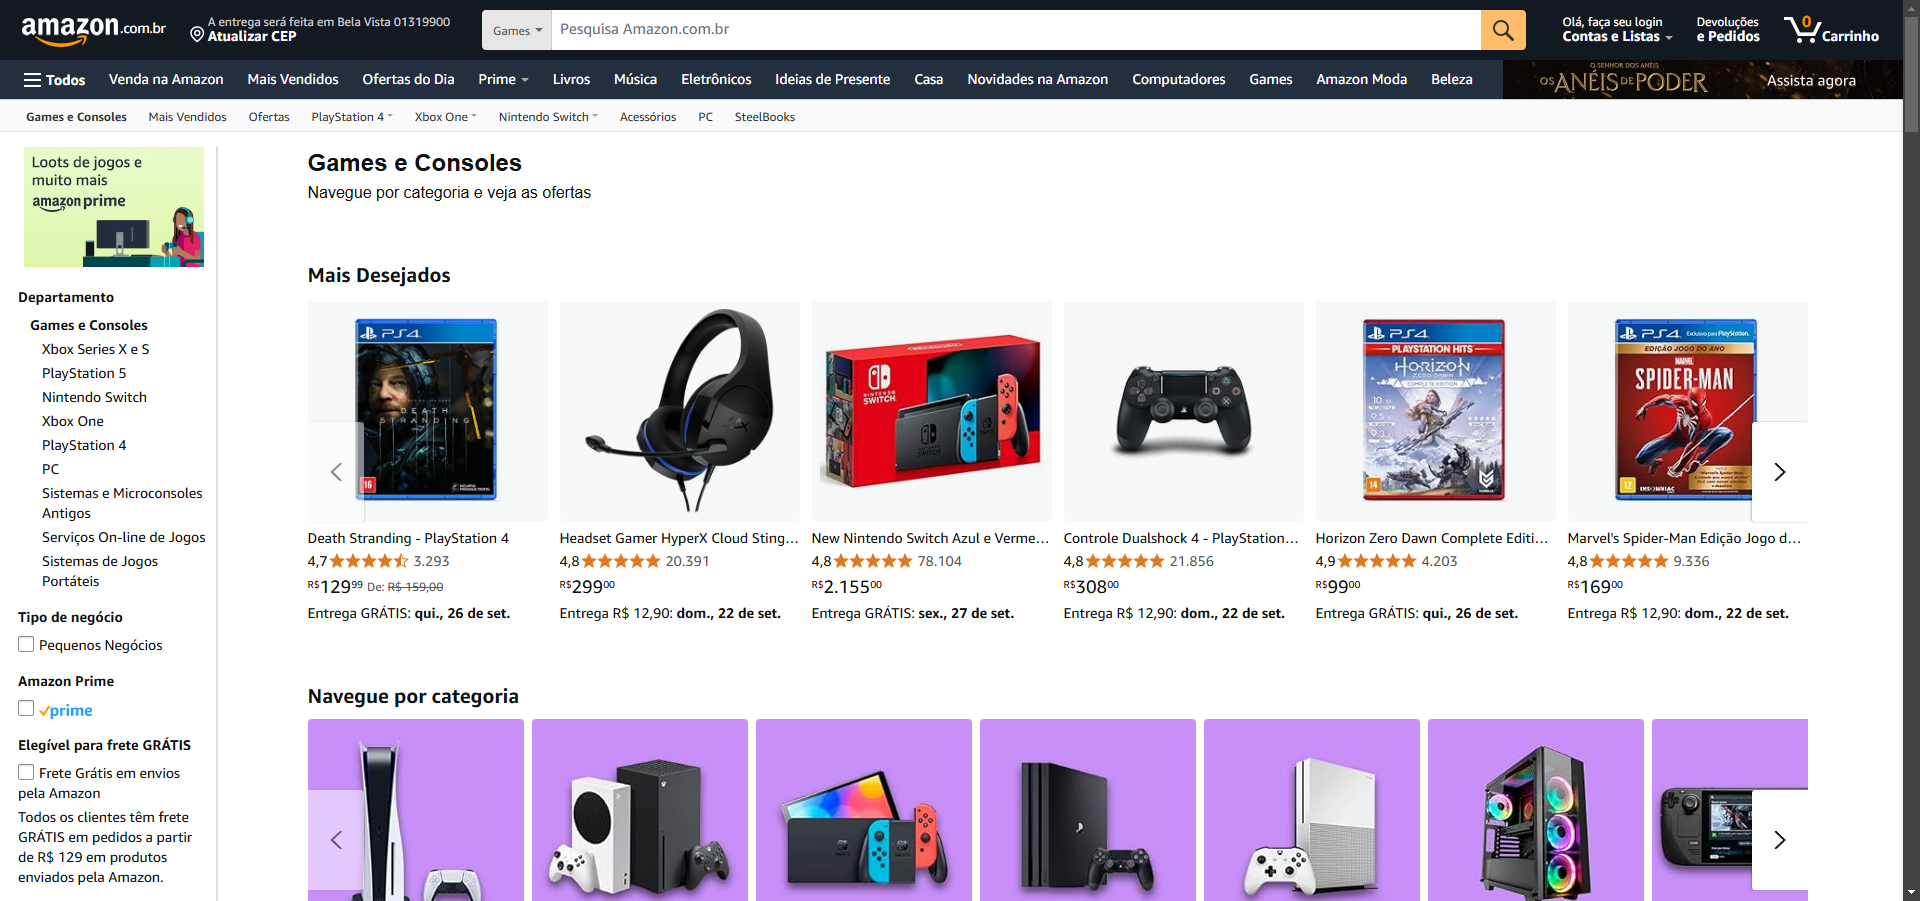 amazon.com.br
A entrega será feita em Bela Vista 01319900
Atualizar CEP
Games
Pesquisa Amazon.com.br
Olá, faça seu login
Contas e Listas
Devoluções
e Pedidos
0
Carrinho
Todos
Venda na Amazon
Mais Vendidos
Ofertas do Dia
Prime
Livros
Música
Eletrônicos
Ideias de Presente
Casa
Novidades na Amazon
Computadores
Games
Amazon Moda
Beleza
O SENHOR DOS ANÉIS
OS ANÉIS DE PODER
Assista agora
Games e Consoles
Mais Vendidos
Ofertas
PlayStation 4
Xbox One
Nintendo Switch
Acessórios
PC
SteelBooks
Loots de jogos e
muito mais
amazon prime
Departamento
Games e Consoles
Xbox Series X e S
PlayStation 5
Nintendo Switch
Xbox One
PlayStation 4
PC
Sistemas e Microconsoles
Antigos
Serviços On-line de Jogos
Sistemas de Jogos
Portáteis
Tipo de negócio
Pequenos Negócios
Amazon Prime
prime
Elegível para frete GRÁTIS
Frete Grátis em envios
pela Amazon
Todos os clientes têm frete
GRÁTIS em pedidos a partir
de R$ 129 em produtos
enviados pela Amazon.
Games e Consoles
Navegue por categoria e veja as ofertas
Mais Desejados
PS4
DEATH
STRANDING
16
KOJIMA
PRODUCTIONS
Death Stranding - PlayStation 4
4,7 3.293
R$129 99 De: R$ 159,00
Entrega GRÁTIS: qui., 26 de set.
Headset Gamer HyperX Cloud Sting...
4,8 20.391
R$299 00
Entrega R$ 12,90: dom., 22 de set.
NINTENDO
SWITCH
New Nintendo Switch Azul e Verme...
4,8 78.104
R$2.155 00
Entrega GRÁTIS: sex., 27 de set.
Controle Dualshock 4 - PlayStation...
4,8 21.856
R$308 00
Entrega R$ 12,90: dom., 22 de set.
PS4
PLAYSTATION HITS
HORIZON
ZERO DAWN
COMPLETE EDITION
14
Horizon Zero Dawn Complete Editi...
4,9 4.203
R$99 00
Entrega GRÁTIS: qui., 26 de set.
PS4 Exclusivo para PlayStation
EDIÇÃO JOGO DO ANO
MARVEL
SPIDER-MAN
12
INSOMNIAC
Marvel's Spider-Man Edição Jogo d...
4,8 9.336
R$169 00
Entrega R$ 12,90: dom., 22 de set.
Navegue por categoria